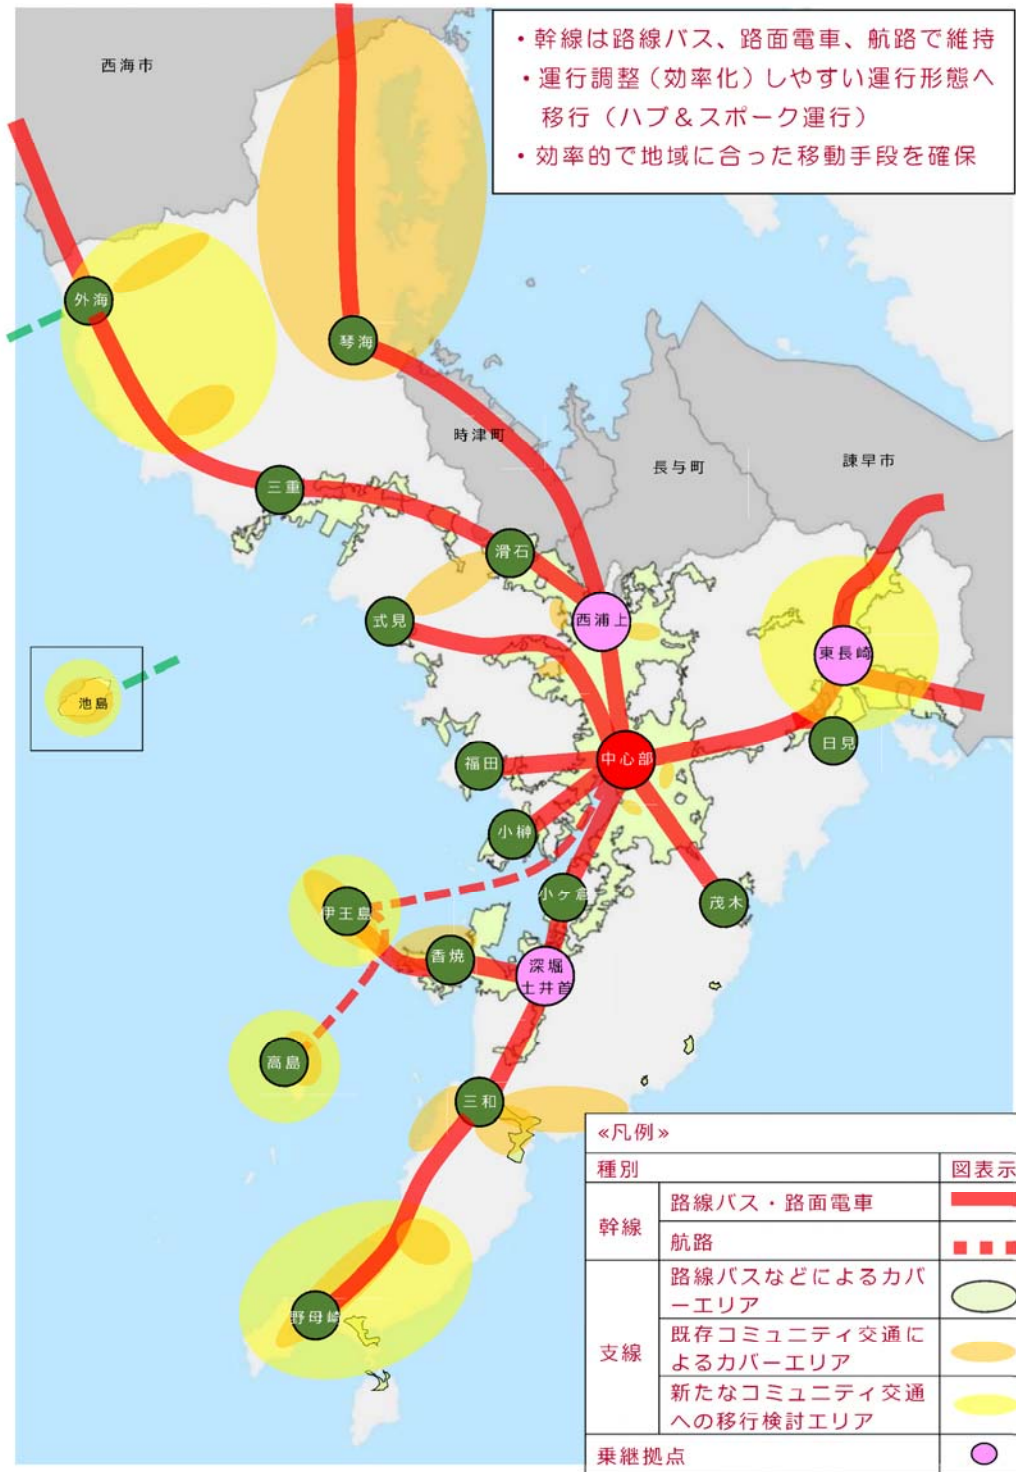 ・幹線は路線バス、路面電車、航路で維持
・運行調整（効率化）しやすい運行形態へ
移行（ハブ＆スポーク運行）
・効率的で地域に合った移動手段を確保
西海市
外海
琴海
時津町
長与町
諫早市
三重
滑石
式見
西浦上
東長崎
池島
日見
中心部
福田
小榊
小ヶ倉
茂木
伊王島
香焼
深堀
土井首
高島
三和
野母崎
«凡例»
種別
図表示
幹線
路線バス・路面電車
航路
支線
路線バスなどによるカバ
ーエリア
既存コミュニティ交通に
よるカバーエリア
新たなコミュニティ交通
への移行検討エリア
乗継拠点